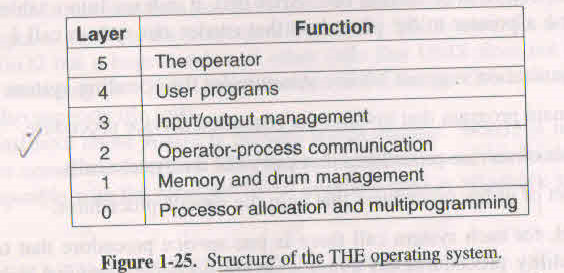 Layer Function
5 The operator
4 User programs
3 Input/output management
2 Operator-process communication
1 Memory and drum management
0 Processor allocation and multiprogramming
Figure 1-25. Structure of the THE operating system.